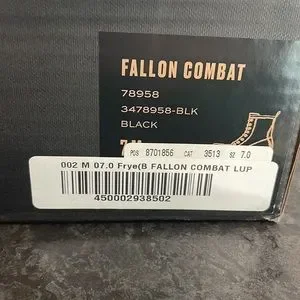 FALLON COMBAT
78958
3478958-BLK
BLACK
POS 8701856 CAT 3513 SZ 7.0
002 M 07.0 Frye(B FALLON COMBAT LUP
450002938502